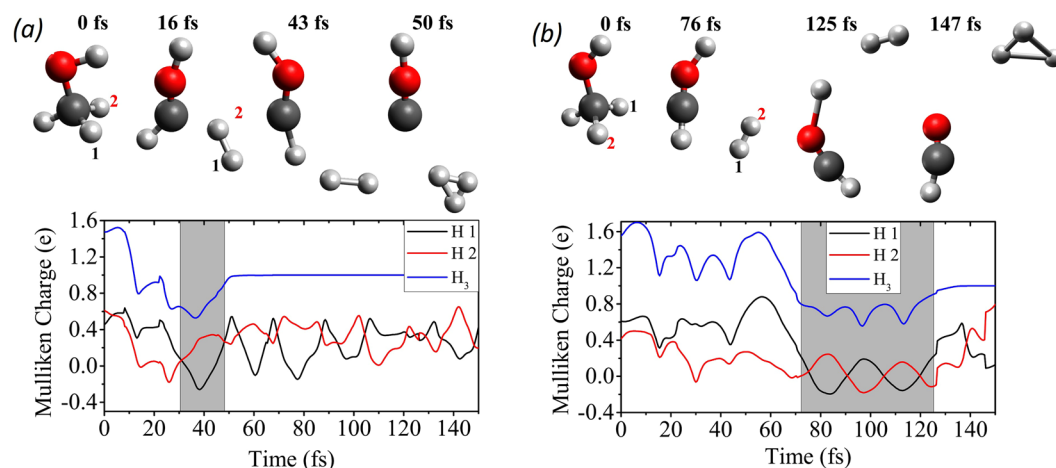 (a) 0 fs 16 fs 43 fs 50 fs
2
1
2
1
1.6
1.2
0.8
0.4
0.0
-0.4
Mulliken Charge (e)
H 1
H 2
H3
0 20 40 60 80 100 120 140
Time (fs)
(b) 0 fs 76 fs 125 fs 147 fs
1
2
2
1
1.6
1.2
0.8
0.4
0.0
-0.4
Mulliken Charge (e)
H 1
H 2
H3
0 20 40 60 80 100 120 140
Time (fs)